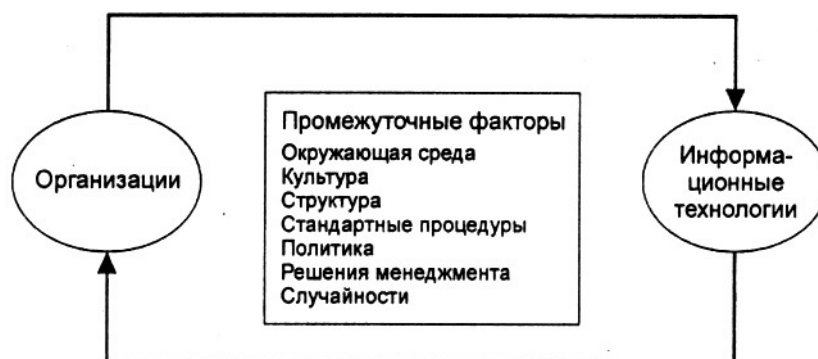 Организации
Промежуточные факторы
Окружающая среда
Культура
Структура
Стандартные процедуры
Политика
Решения менеджмента
Случайности
Информа-
ционные
технологии